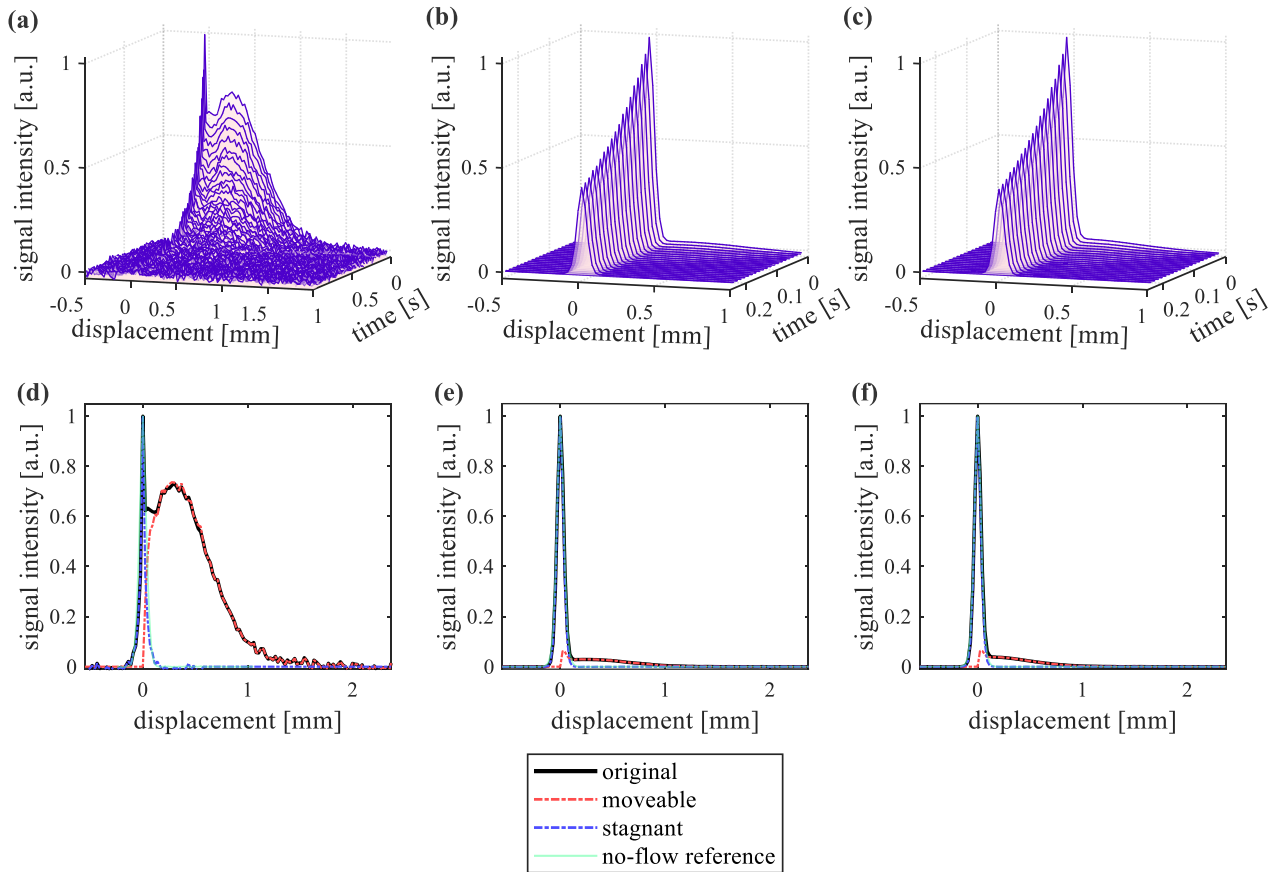 (a)
signal intensity [a.u.]
1
0.5
0
-0.5
0
0.5
1
1.5
1
0.5
0
displacement [mm]
time [s]
(b)
signal intensity [a.u.]
1
0.5
0
-0.5
0
0.5
1
0.2
0.1
0
displacement [mm]
time [s]
(c)
signal intensity [a.u.]
1
0.5
0
-0.5
0
0.5
1
0.2
0.1
0
displacement [mm]
time [s]
(d)
signal intensity [a.u.]
1
0.8
0.6
0.4
0.2
0
0 1 2
displacement [mm]
(e)
signal intensity [a.u.]
1
0.8
0.6
0.4
0.2
0
0 1 2
displacement [mm]
(f)
signal intensity [a.u.]
1
0.8
0.6
0.4
0.2
0
0 1 2
displacement [mm]
original
moveable
stagnant
no-flow reference